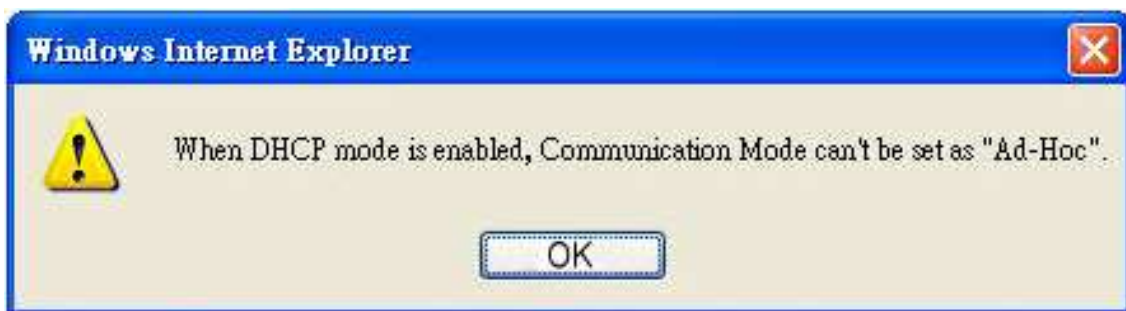 Windows Internet Explorer
When DHCP mode is enabled, Communication Mode can't be set as "Ad-Hoc".
OK